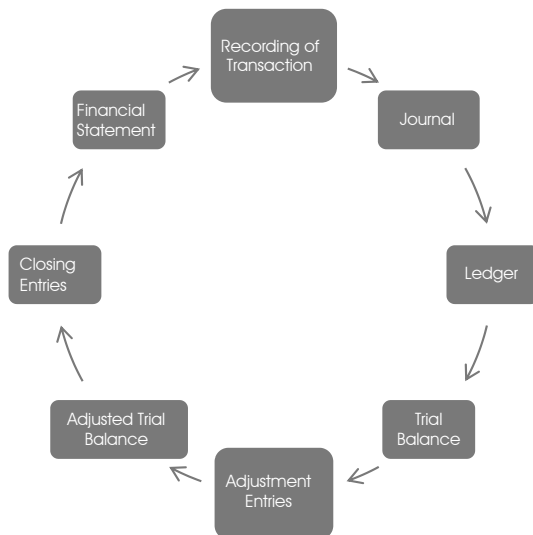 Recording of
Transaction
Journal
Ledger
Trial
Balance
Adjustment
Entries
Adjusted Trial
Balance
Closing
Entries
Financial
Statement